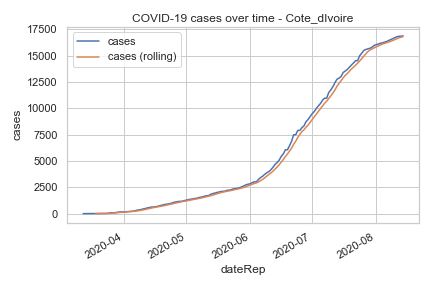 COVID-19 cases over time - Cote_dIvoire
cases
cases (rolling)
17500
15000
12500
10000
7500
5000
2500
0
cases
2020-04
2020-05
2020-06
2020-07
2020-08
dateRep